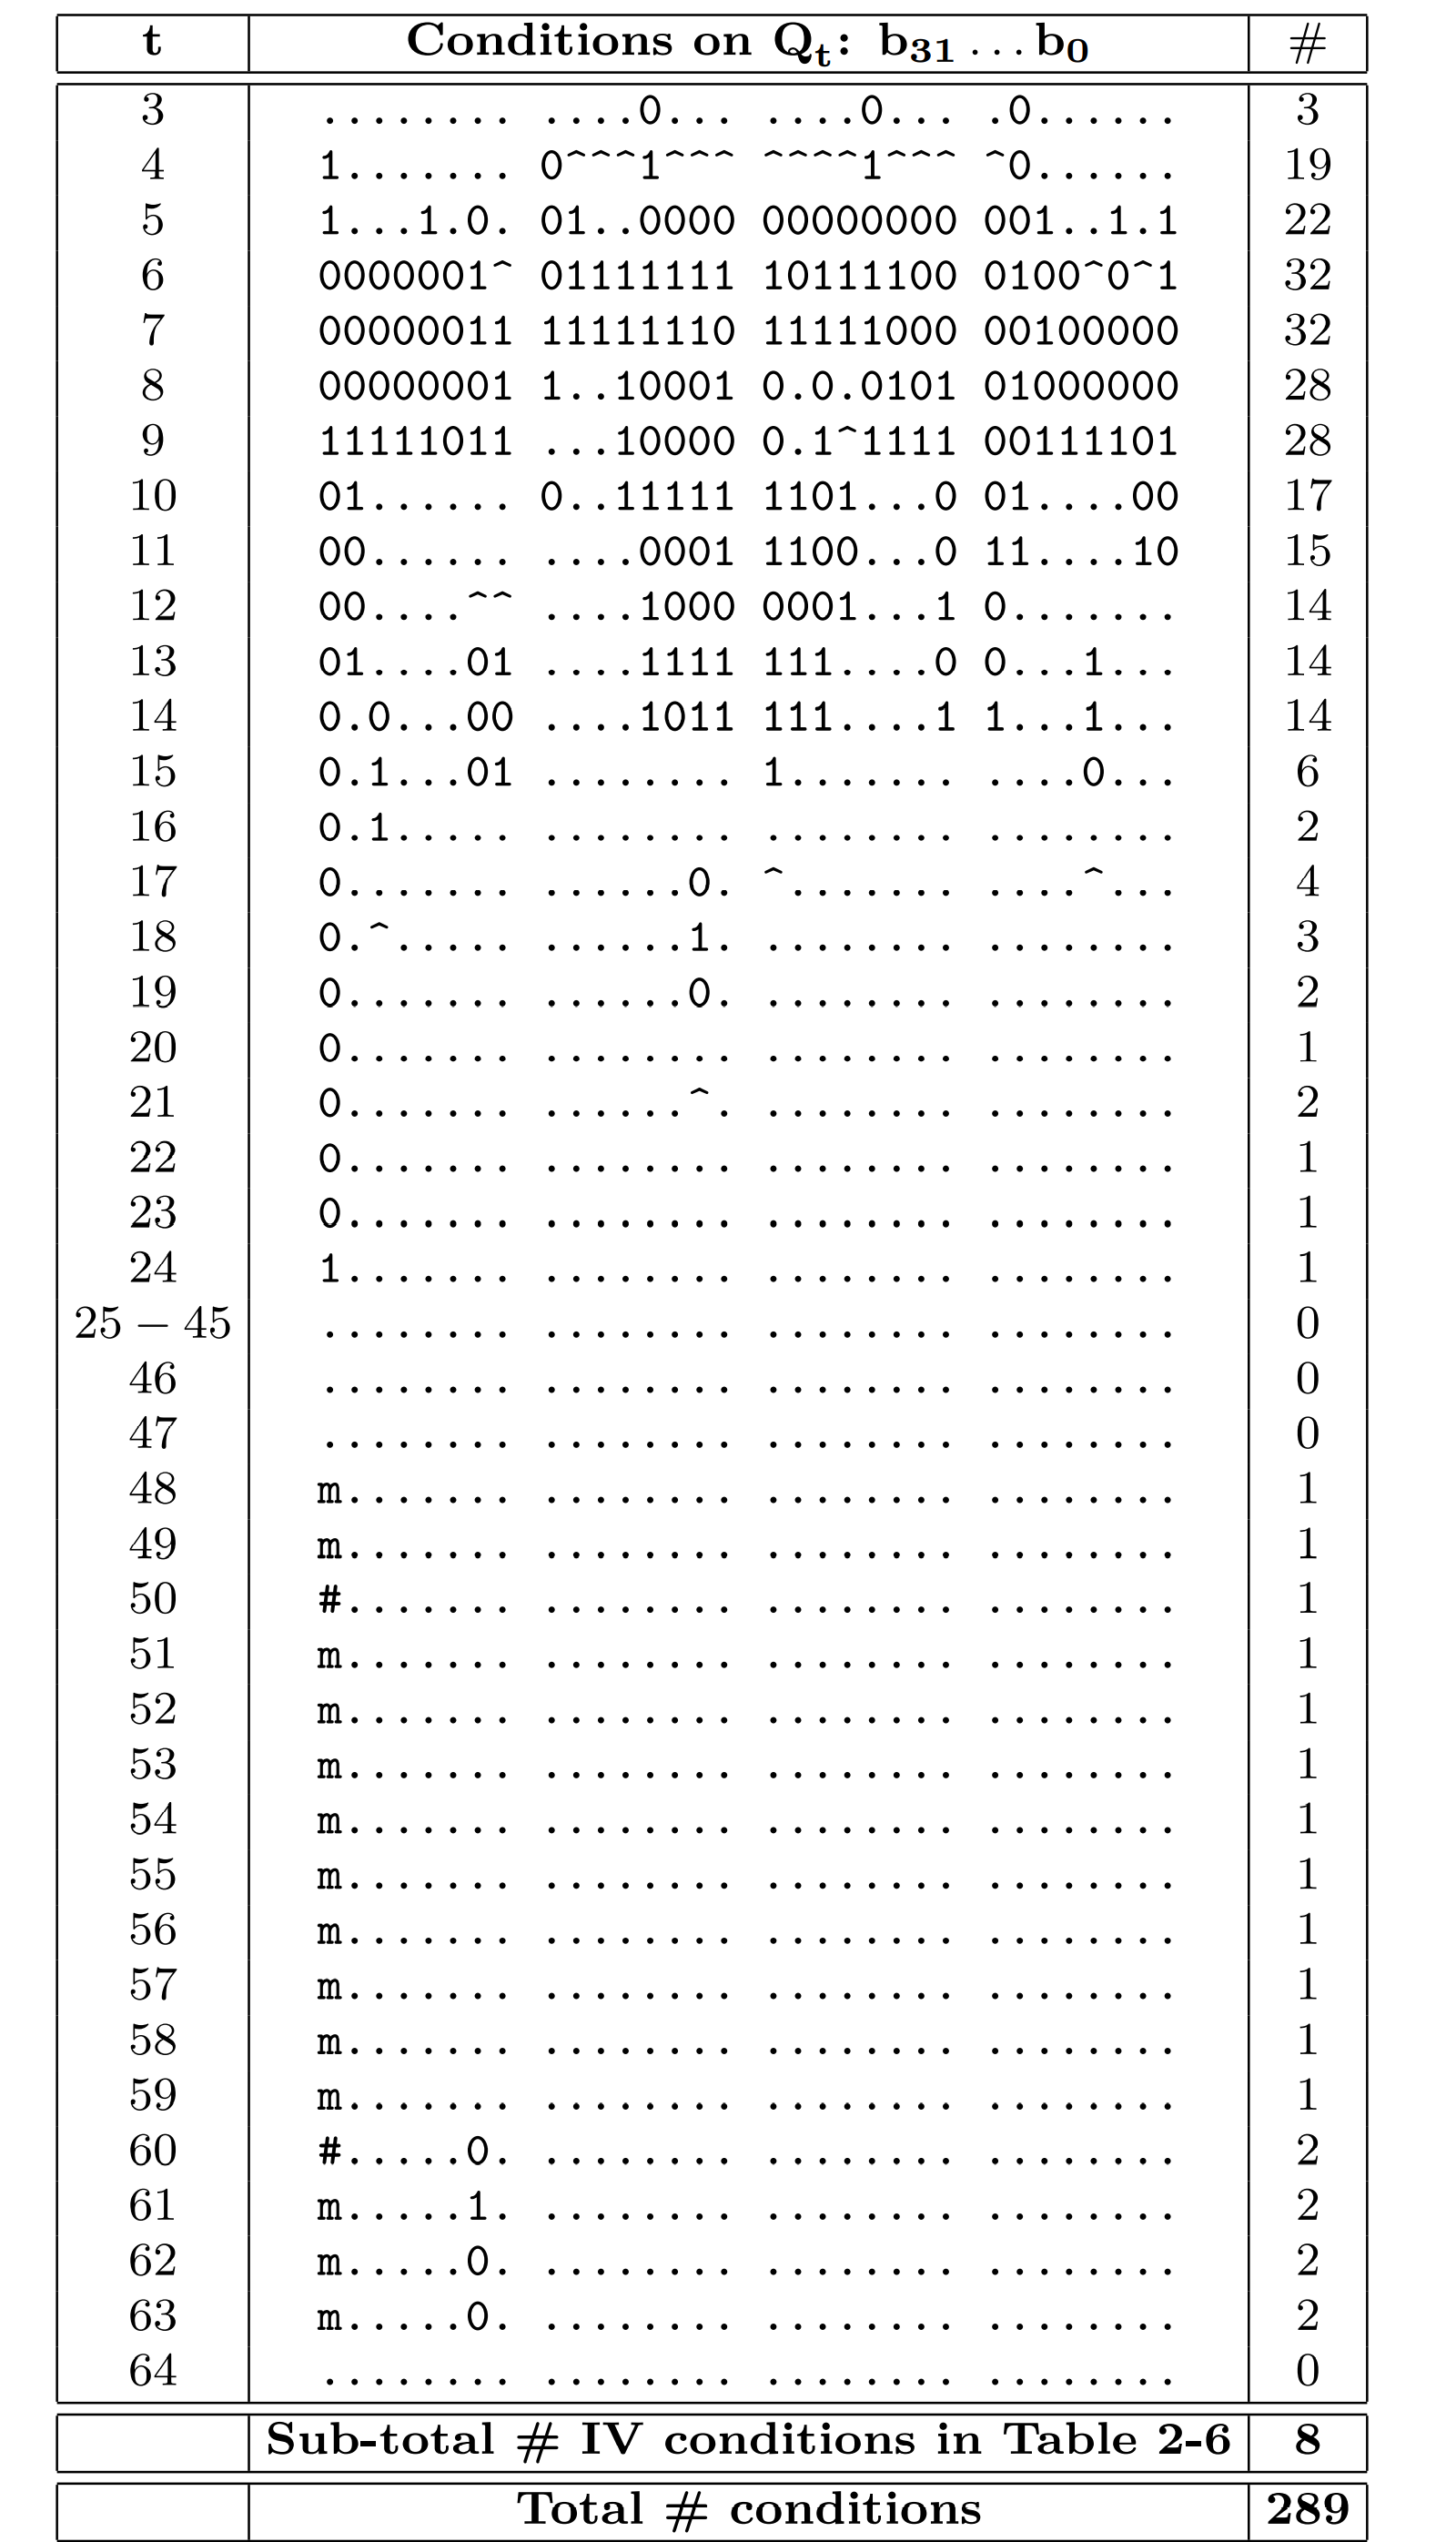 t Conditions on Qt: b31 … b0 #
3 ........ ....0... ....0... .0...... 3
4 1....... 0^^^1^^^ ^^^^1^^^ ^0...... 19
5 1...1.0. 01..0000 00000000 001..1.1 22
6 0000001^ 01111111 10111100 0100^0^1 32
7 00000011 11111110 11111000 00100000 32
8 00000001 1..10001 0.0.0101 01000000 28
9 11111011 ...10000 0.1^1111 00111101 28
10 01...... 0..11111 1101...0 01....00 17
11 00...... ....0001 1100...0 11....10 15
12 00....^^ ....1000 0001...1 0....... 14
13 01....01 ....1111 111....0 0...1... 14
14 0.0...00 ....1011 111....1 1...1... 14
15 0.1...01 ........ 1....... ....0... 6
16 0.1..... ........ ........ ........ 2
17 0....... ......0. ^....... ....^... 4
18 0.^..... ......1. ........ ........ 3
19 0....... ......0. ........ ........ 2
20 0....... ........ ........ ........ 1
21 0....... ......^. ........ ........ 2
22 0....... ........ ........ ........ 1
23 0....... ........ ........ ........ 1
24 1....... ........ ........ ........ 1
25 − 45 ........ ........ ........ ........ 0
46 ........ ........ ........ ........ 0
47 ........ ........ ........ ........ 0
48 m....... ........ ........ ........ 1
49 m....... ........ ........ ........ 1
50 #....... ........ ........ ........ 1
51 m....... ........ ........ ........ 1
52 m....... ........ ........ ........ 1
53 m....... ........ ........ ........ 1
54 m....... ........ ........ ........ 1
55 m....... ........ ........ ........ 1
56 m....... ........ ........ ........ 1
57 m....... ........ ........ ........ 1
58 m....... ........ ........ ........ 1
59 m....... ........ ........ ........ 1
60 #.....0. ........ ........ ........ 2
61 m.....1. ........ ........ ........ 2
62 m.....0. ........ ........ ........ 2
63 m.....0. ........ ........ ........ 2
64 ........ ........ ........ ........ 0
Sub-total # IV conditions in Table 2-6 8
Total # conditions 289